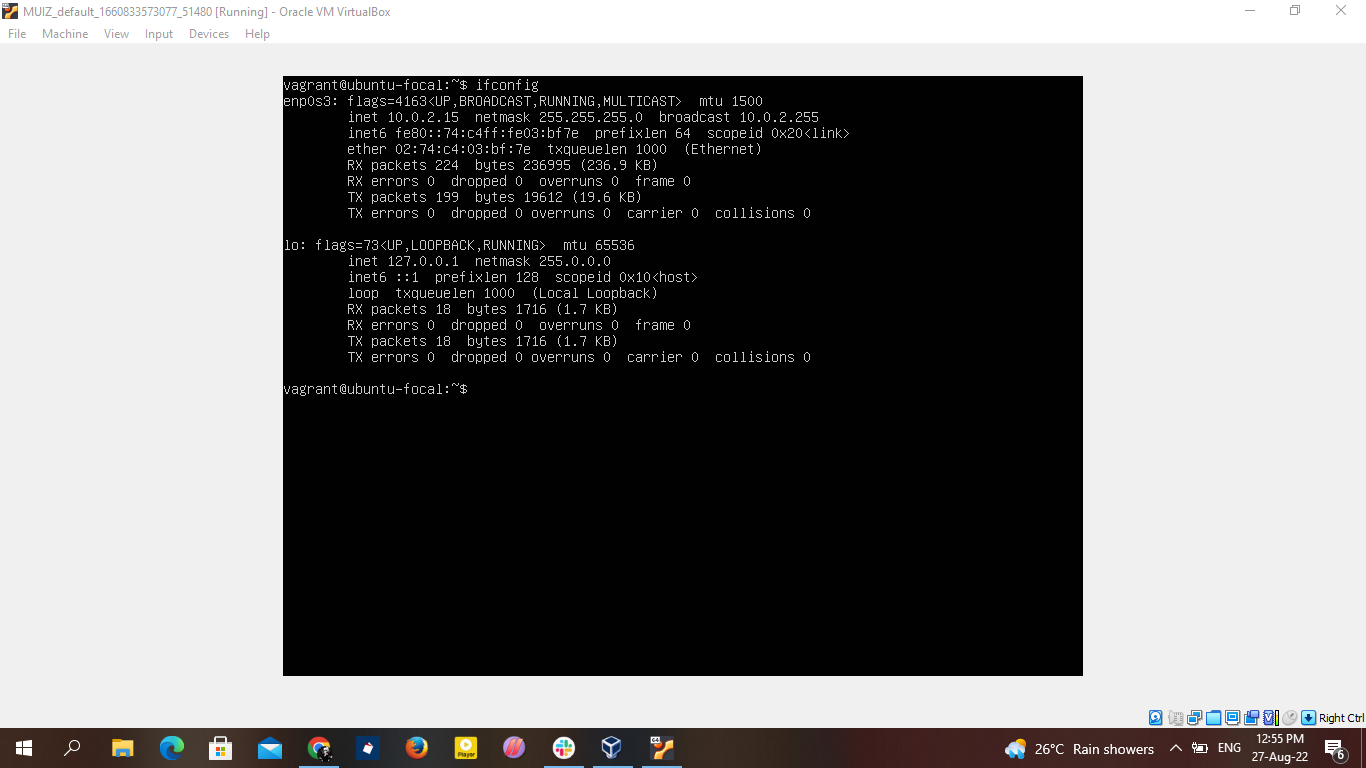 MUIZ_default_1660833573077_51480 [Running] - Oracle VM VirtualBox
File Machine View Input Devices Help
vagrant@ubuntu-focal:~$ ifconfig
enp0s3: flags=4163<UP,BROADCAST,RUNNING,MULTICAST>  mtu 1500
        inet 10.0.2.15  netmask 255.255.255.0  broadcast 10.0.2.255
        inet6 fe80::74:c4ff:fe03:bf7e  prefixlen 64  scopeid 0x20<link>
        ether 02:74:c4:03:bf:7e  txqueuelen 1000  (Ethernet)
        RX packets 224  bytes 236995 (236.9 KB)
        RX errors 0  dropped 0  overruns 0  frame 0
        TX packets 199  bytes 19612 (19.6 KB)
        TX errors 0  dropped 0 overruns 0  carrier 0  collisions 0
lo: flags=73<UP,LOOPBACK,RUNNING>  mtu 65536
        inet 127.0.0.1  netmask 255.0.0.0
        inet6 ::1  prefixlen 128  scopeid 0x10<host>
        loop  txqueuelen 1000  (Local Loopback)
        RX packets 18  bytes 1716 (1.7 KB)
        RX errors 0  dropped 0  overruns 0  frame 0
        TX packets 18  bytes 1716 (1.7 KB)
        TX errors 0  dropped 0 overruns 0  carrier 0  collisions 0
vagrant@ubuntu-focal:~$
Right Ctrl
Player
64
26°C Rain showers
ENG
12:55 PM
27-Aug-22
6